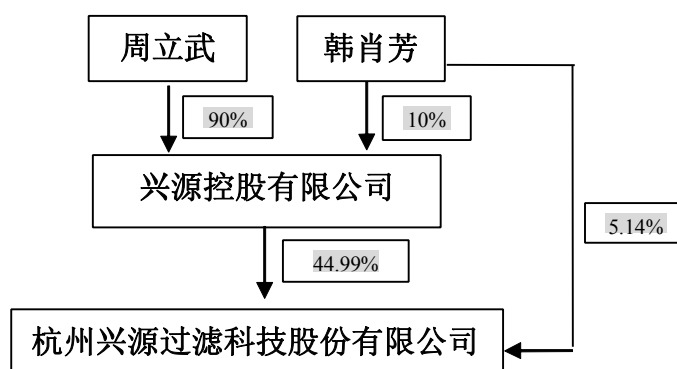 周立武
韩肖芳
90%
10%
兴源控股有限公司
5.14%
44.99%
杭州兴源过滤科技股份有限公司